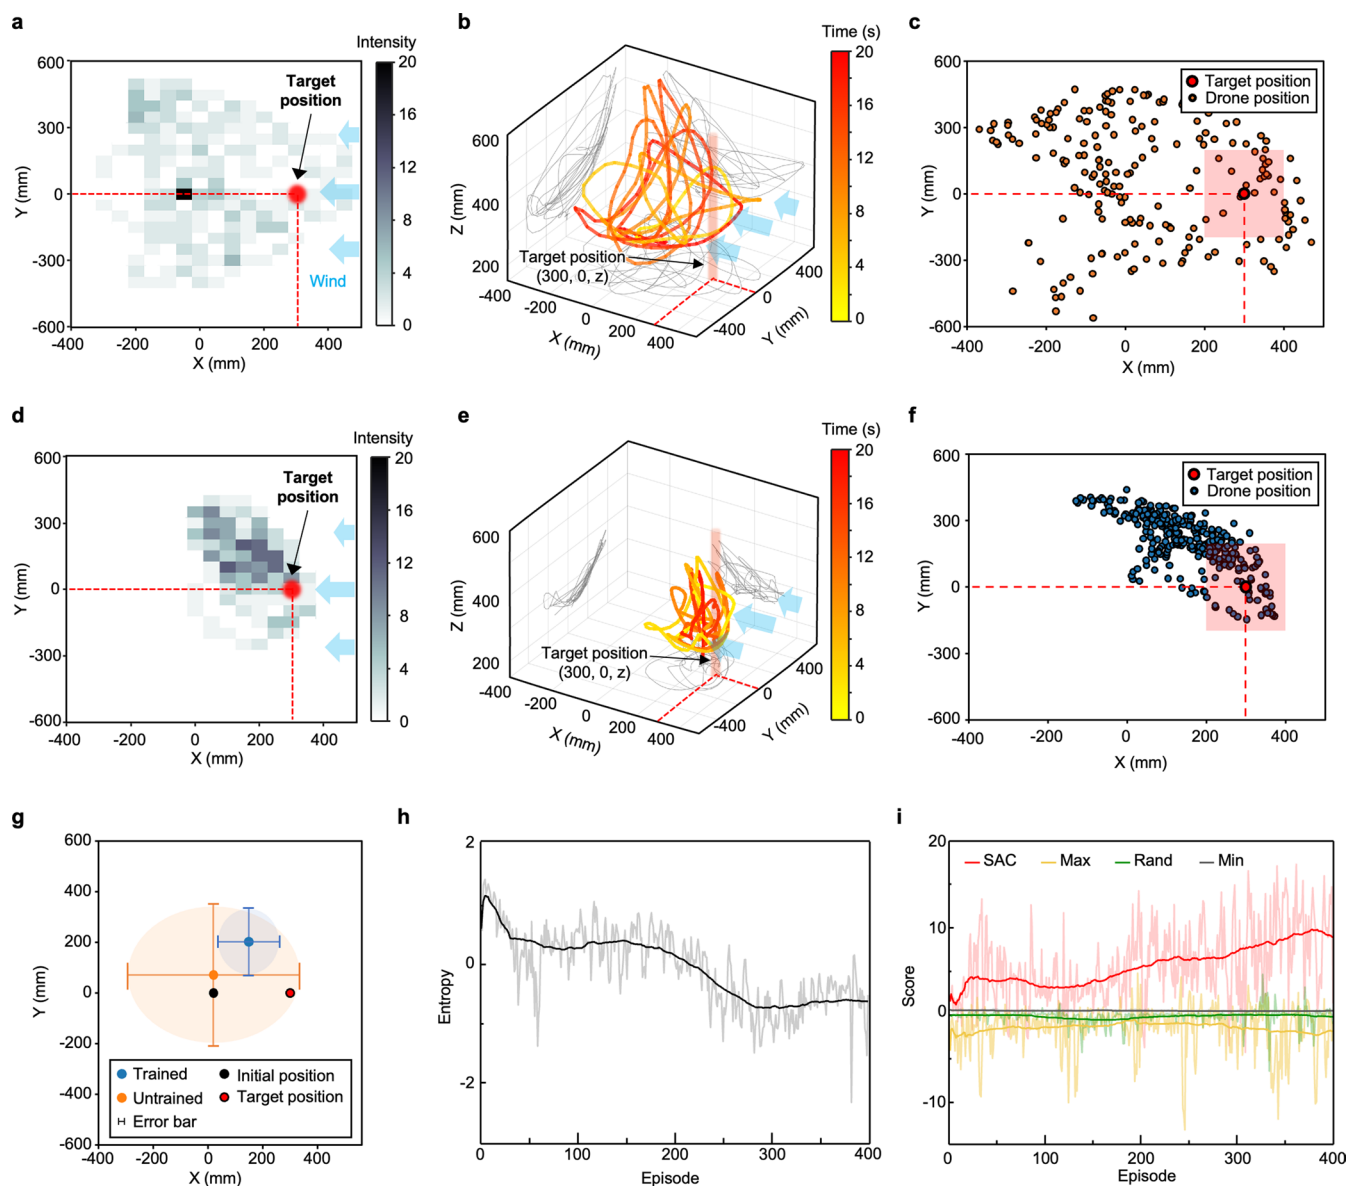 a
Intensity
600
300
0
-300
-600
Y (mm)
-400
-200
0
200
400
X (mm)
Target
position
Wind
20
16
12
8
4
0
b
Time (s)
600
400
200
Z (mm)
-400
-200
0
200
400
X (mm)
-400
0
400
Y (mm)
Target position
(300, 0, z)
20
16
12
8
4
2
0
c
Target position
Drone position
600
300
0
-300
-600
Y (mm)
-400
-200
0
200
400
X (mm)
d
Intensity
600
300
0
-300
-600
Y (mm)
-400
-200
0
200
400
X (mm)
Target
position
20
16
12
8
4
0
e
Time (s)
600
400
200
Z (mm)
-400
-200
0
200
400
X (mm)
-400
0
400
Y (mm)
Target position
(300, 0, z)
20
16
12
8
4
2
0
f
Target position
Drone position
600
300
0
-300
-600
Y (mm)
-400
-200
0
200
400
X (mm)
g
600
400
200
0
-200
-400
-600
Y (mm)
Trained
Initial position
Untrained
Target position
Error bar
-400
-200
0
200
400
X (mm)
h
2
0
-2
Entropy
0
100
200
300
400
Episode
i
SAC
Max
Rand
Min
20
10
0
-10
Score
0
100
200
300
400
Episode